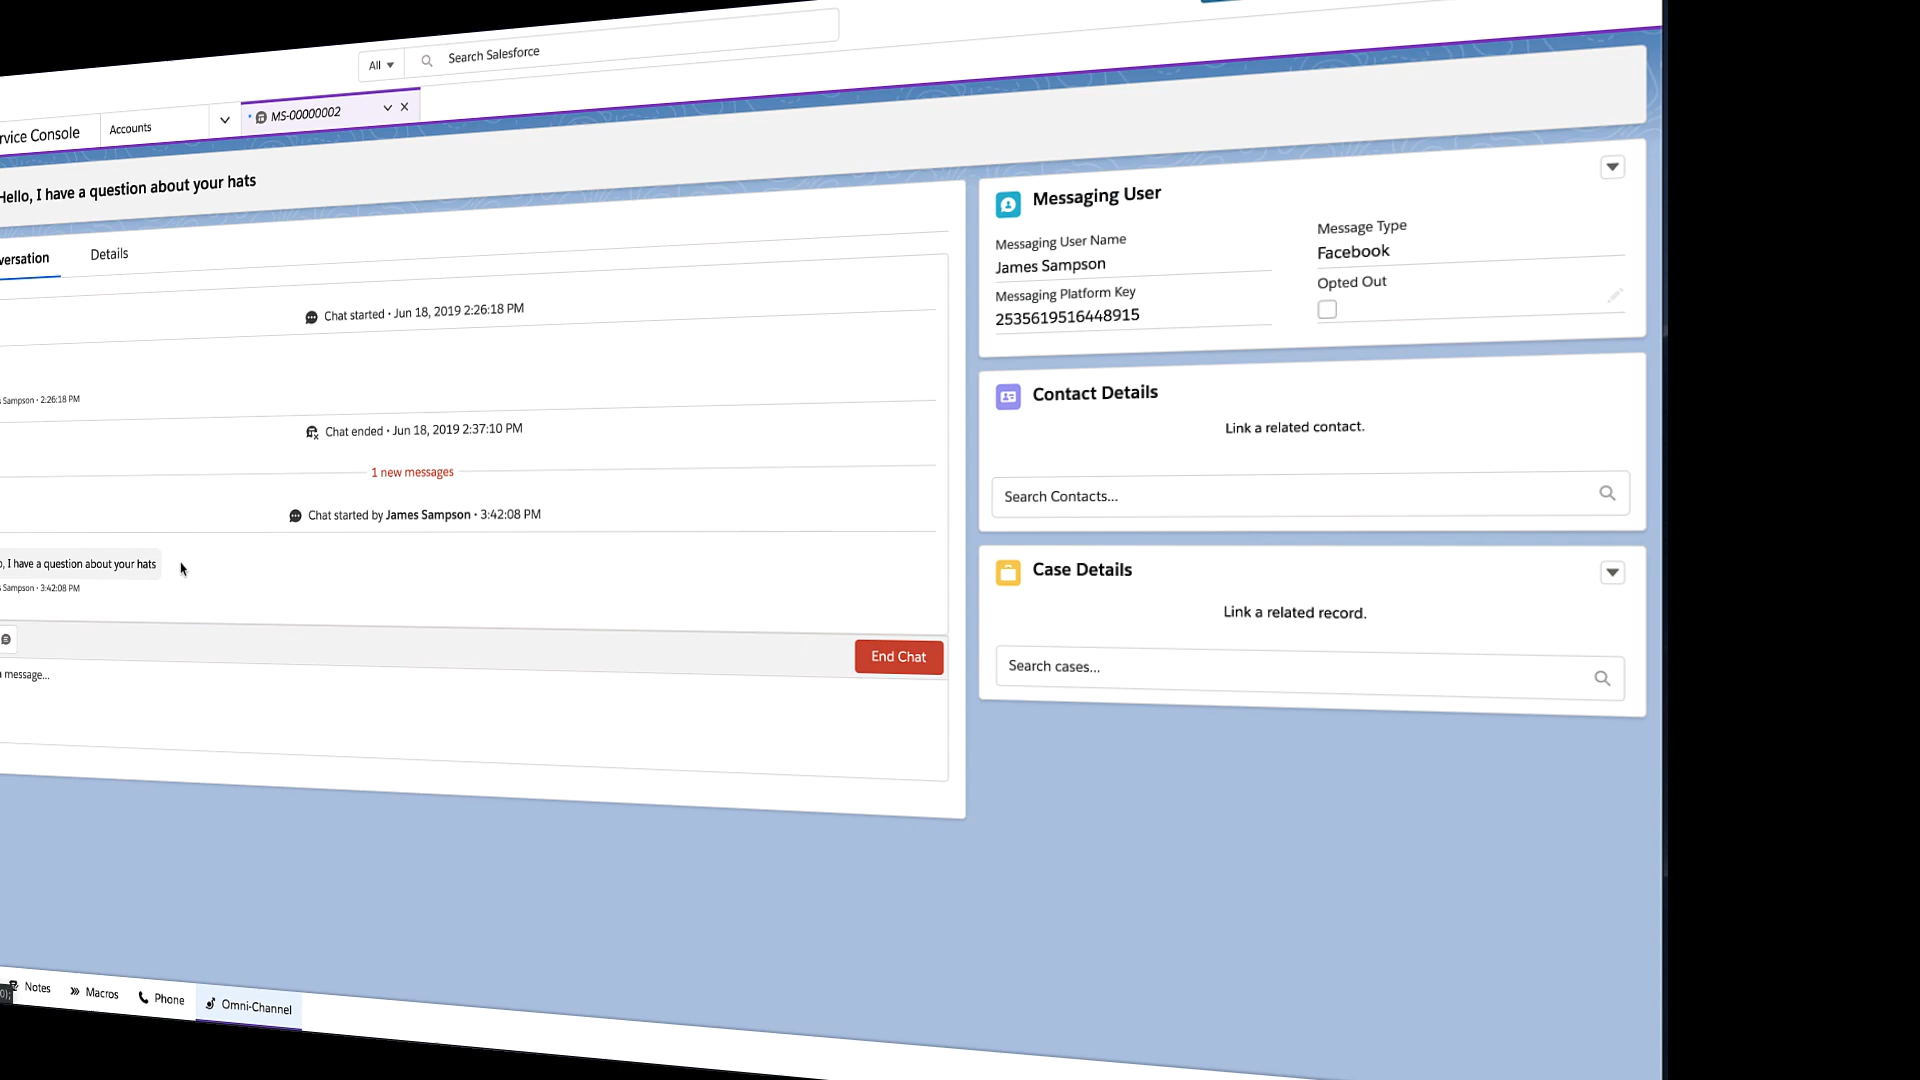 All
Search Salesforce
rvice Console
Accounts
MS-00000002
Hello, I have a question about your hats
versation
Details
Chat started • Jun 18, 2019 2:26:18 PM
s Sampson • 2:26:18 PM
Chat ended • Jun 18, 2019 2:37:10 PM
1 new messages
Chat started by James Sampson • 3:42:08 PM
o, I have a question about your hats
s Sampson • 3:42:08 PM
End Chat
a message...
Messaging User
Messaging User Name
James Sampson
Messaging Platform Key
2535619516448915
Message Type
Facebook
Opted Out
Contact Details
Link a related contact.
Search Contacts...
Case Details
Link a related record.
Search cases...
Notes
Macros
Phone
Omni-Channel